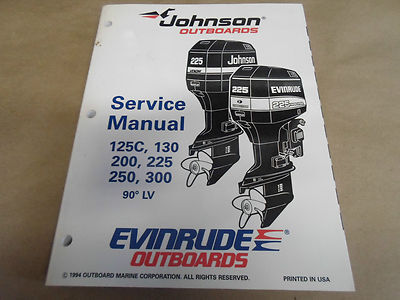 Johnson
OUTBOARDS
225
Johnson
225
EVINRUDE
225
Service
Manual
125C, 130
200, 225
250, 300
90° LV
EVINRUDE
OUTBOARDS
© 1994 OUTBOARD MARINE CORPORATION. ALL RIGHTS RESERVED.
PRINTED IN USA